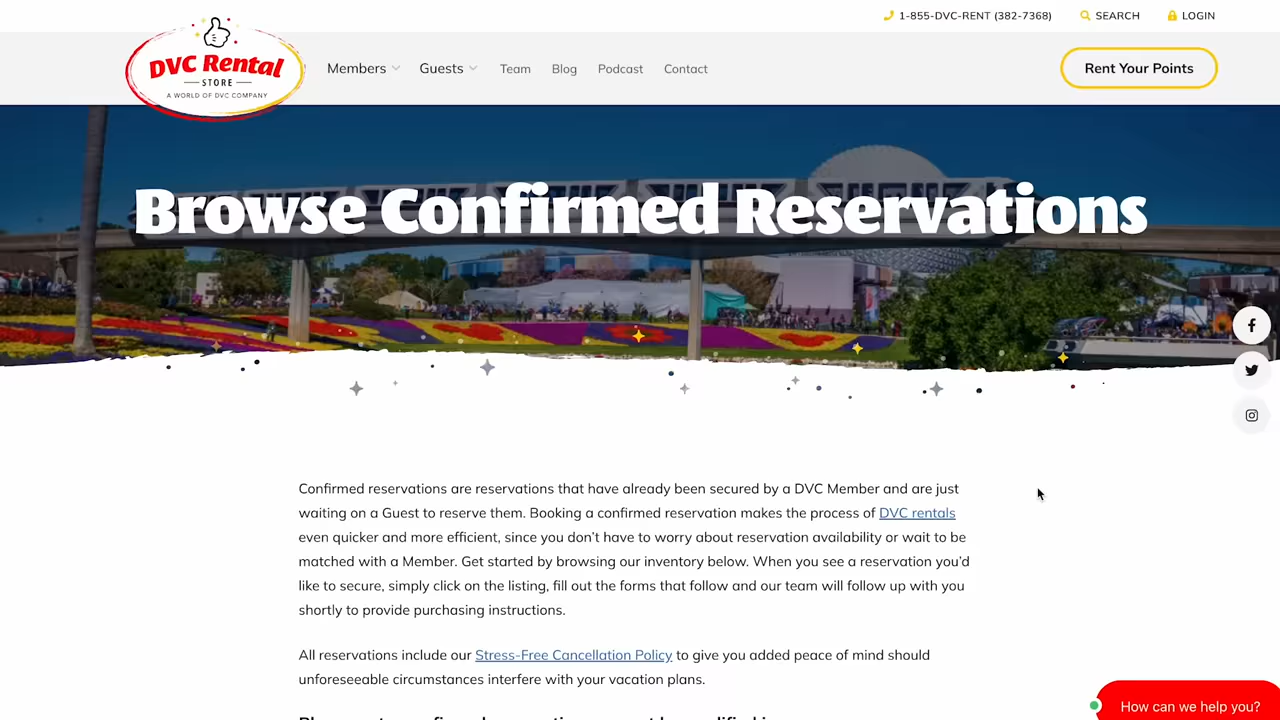 1-855-DVC-RENT (382-7368)
SEARCH
LOGIN
DVC Rental
STORE
A WORLD OF DVC COMPANY
Members
Guests
Team
Blog
Podcast
Contact
Rent Your Points
Browse Confirmed Reservations
Confirmed reservations are reservations that have already been secured by a DVC Member and are just
waiting on a Guest to reserve them. Booking a confirmed reservation makes the process of DVC rentals
even quicker and more efficient, since you don't have to worry about reservation availability or wait to be
matched with a Member. Get started by browsing our inventory below. When you see a reservation you'd
like to secure, simply click on the listing, fill out the forms that follow and our team will follow up with you
shortly to provide purchasing instructions.
All reservations include our Stress-Free Cancellation Policy to give you added peace of mind should
unforeseeable circumstances interfere with your vacation plans.
How can we help you?